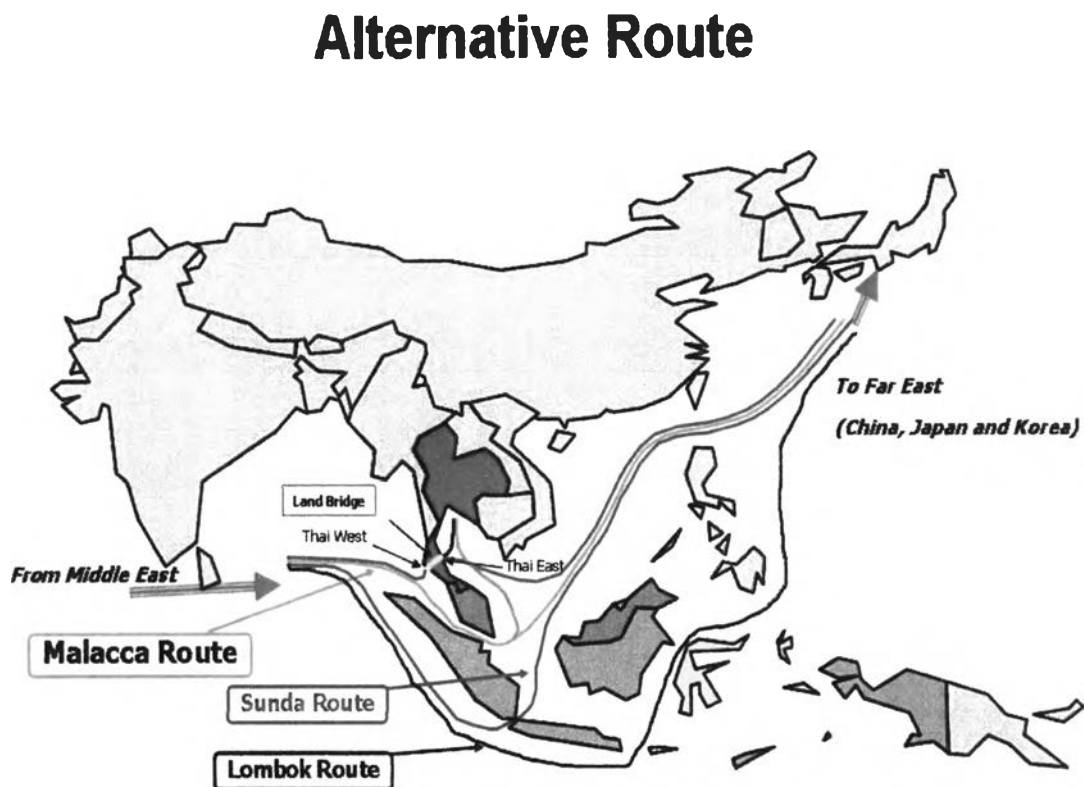 Alternative Route
To Far East
(China, Japan and Korea)
Land Bridge
Thai West
Thai East
From Middle East
Malacca Route
Sunda Route
Lombok Route